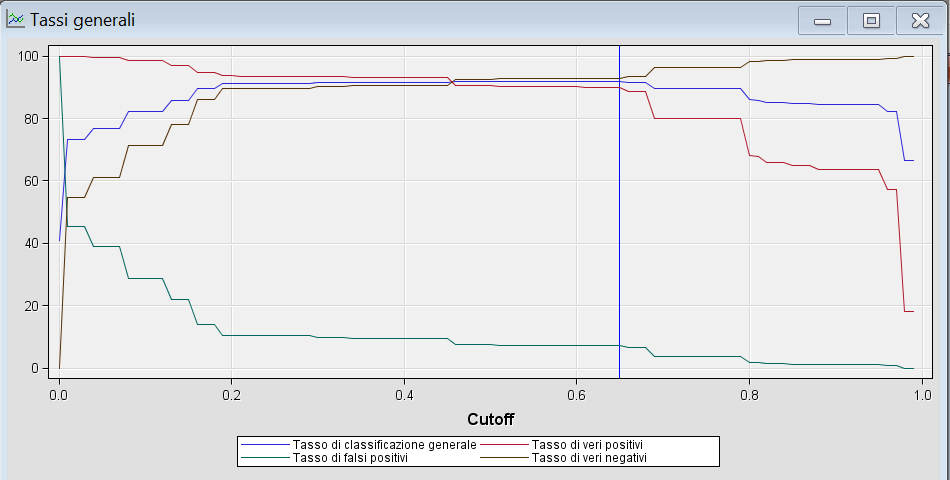 Tassi generali
100
80
60
40
20
0
0.0 0.2 0.4 0.6 0.8 1.0
Cutoff
Tasso di classificazione generale Tasso di veri positivi
Tasso di falsi positivi Tasso di veri negativi